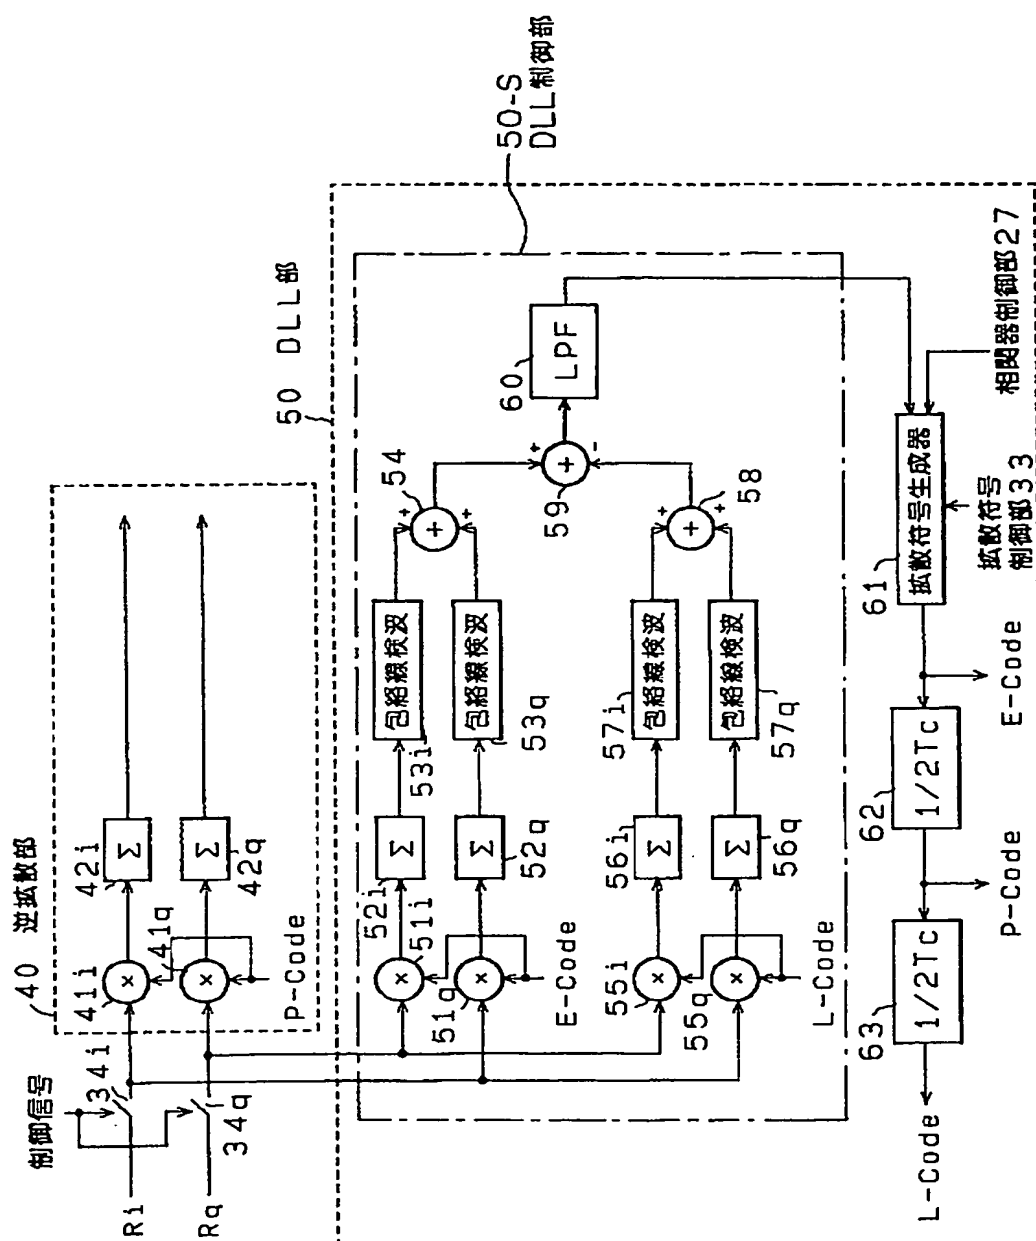 制御信号
Ri
Rq
34i
34q
40 逆拡散部
41i
41q
42i
Σ
42q
Σ
×
×
P-Code
50 DLL部
50-S
DLL制御部
51i
51q
×
×
E-Code
52i
Σ
52q
Σ
53i
包絡線検波
53q
包絡線検波
54
+
+
+
55i
55q
×
×
L-Code
56i
Σ
56q
Σ
57i
包絡線検波
57q
包絡線検波
58
+
+
+
59
+
+
-
60
LPF
相関器制御部27
拡散符号
制御部33
61
拡散符号生成器
E-Code
62
1/2Tc
P-Code
63
1/2Tc
L-Code